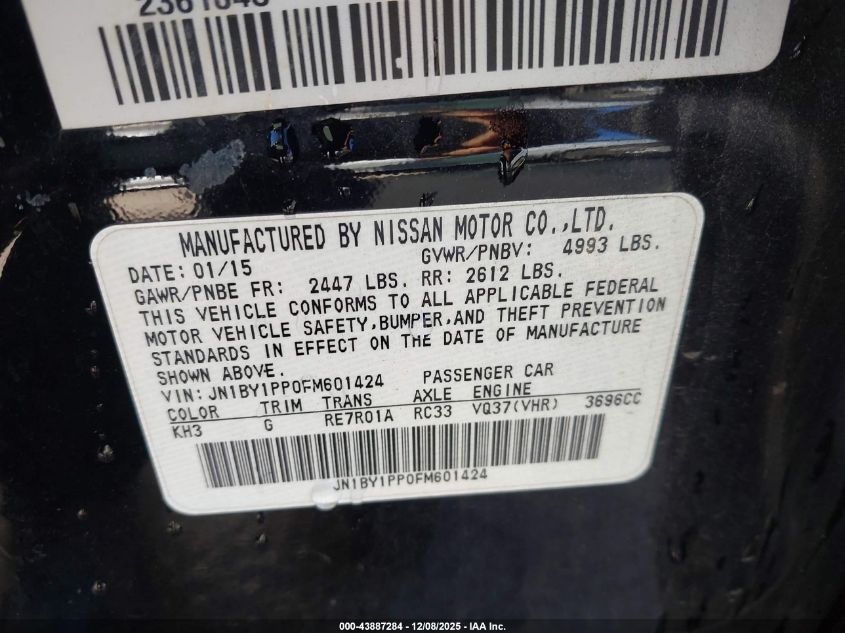 MANUFACTURED BY NISSAN MOTOR CO.,LTD.
DATE: 01/15 GVWR/PNBV: 4993 LBS.
GAWR/PNBE FR: 2447 LBS. RR: 2612 LBS.
THIS VEHICLE CONFORMS TO ALL APPLICABLE FEDERAL
MOTOR VEHICLE SAFETY,BUMPER,AND THEFT PREVENTION
STANDARDS IN EFFECT ON THE DATE OF MANUFACTURE
SHOWN ABOVE.
VIN: JN1BY1PP0FM601424 PASSENGER CAR
COLOR TRIM TRANS AXLE ENGINE
KH3 G RE7R01A RC33 VQ37(VHR) 3696CC
JN1BY1PP0FM601424
000-43887284 - 12/08/2025 - IAA Inc.